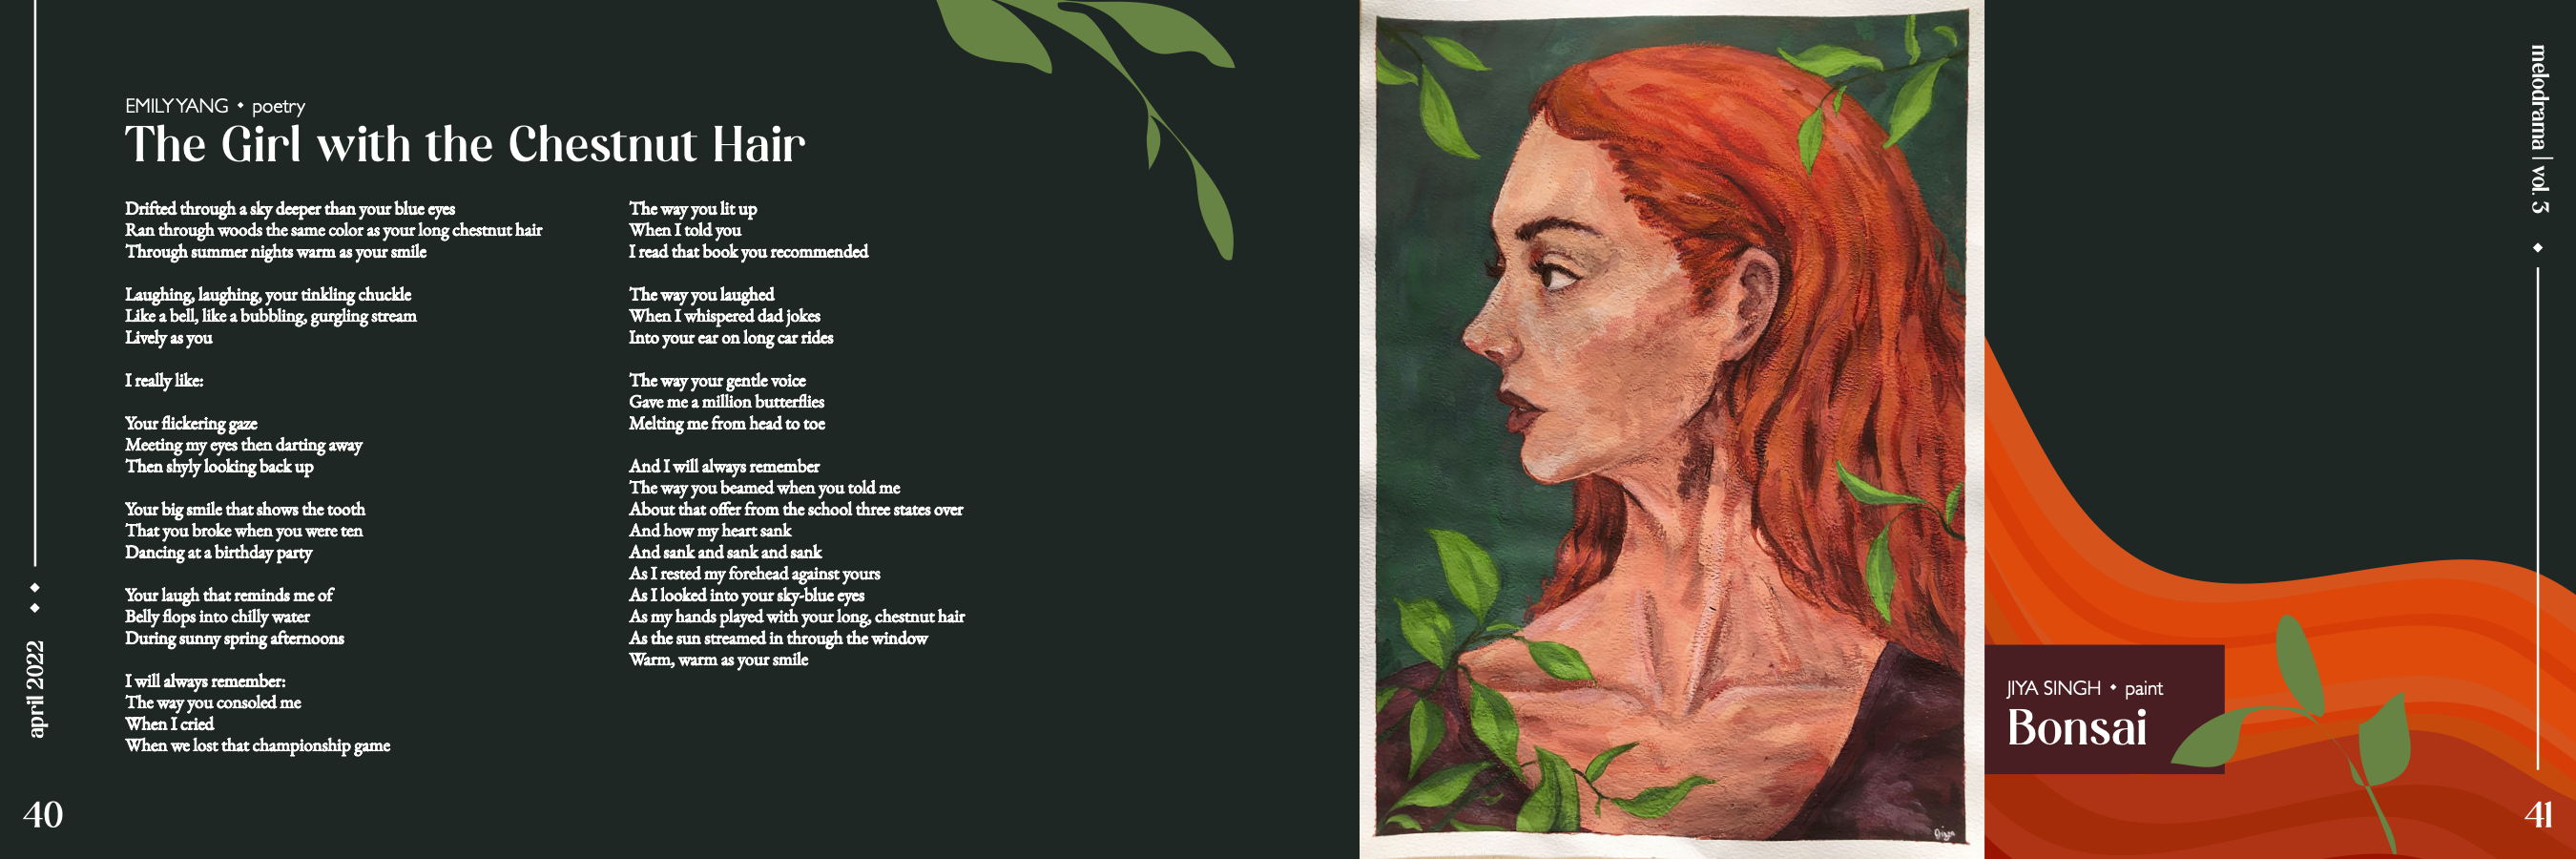 EMILY YANG • poetry
The Girl with the Chestnut Hair
Drifted through a sky deeper than your blue eyes
Ran through woods the same color as your long chestnut hair
Through summer nights warm as your smile
Laughing, laughing, your tinkling chuckle
Like a bell, like a bubbling, gurgling stream
Lively as you
I really like:
Your flickering gaze
Meeting my eyes then darting away
Then shyly looking back up
Your big smile that shows the tooth
That you broke when you were ten
Dancing at a birthday party
Your laugh that reminds me of
Belly flops into chilly water
During sunny spring afternoons
I will always remember:
The way you consoled me
When I cried
When we lost that championship game
The way you lit up
When I told you
I read that book you recommended
The way you laughed
When I whispered dad jokes
Into your ear on long car rides
The way your gentle voice
Gave me a million butterflies
Melting me from head to toe
And I will always remember
The way you beamed when you told me
About that offer from the school three states over
And how my heart sank
And sank and sank and sank
As I rested my forehead against yours
As I looked into your sky-blue eyes
As my hands played with your long, chestnut hair
As the sun streamed in through the window
Warm, warm as your smile
april 2022
40
JIYA SINGH • paint
Bonsai
melodrama | vol. 3
41